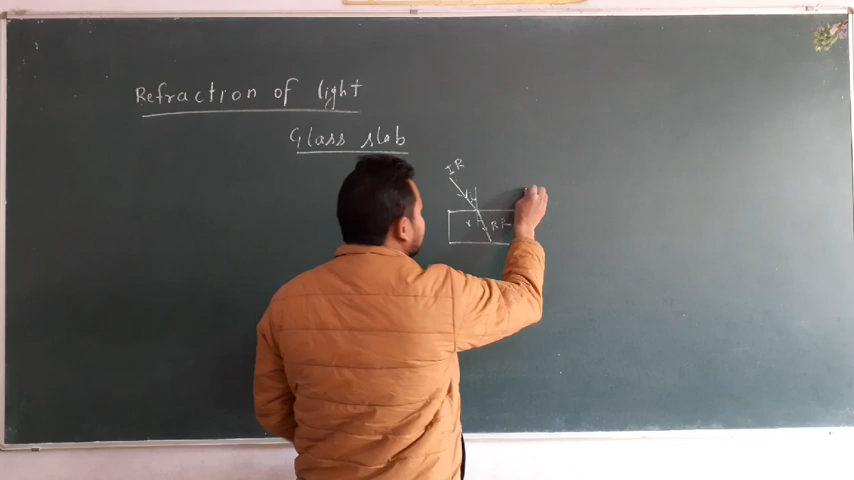 Refraction of light
Glass slab
IR
i
r RR